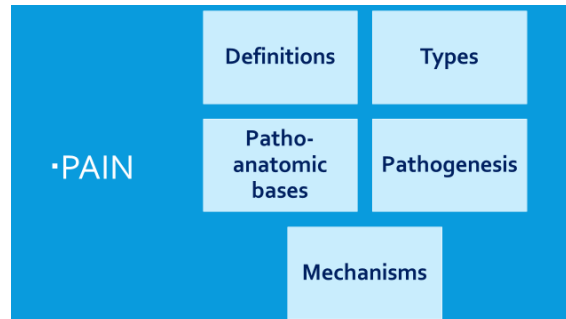 ▪PAIN
Definitions
Types
Patho-
anatomic
bases
Pathogenesis
Mechanisms